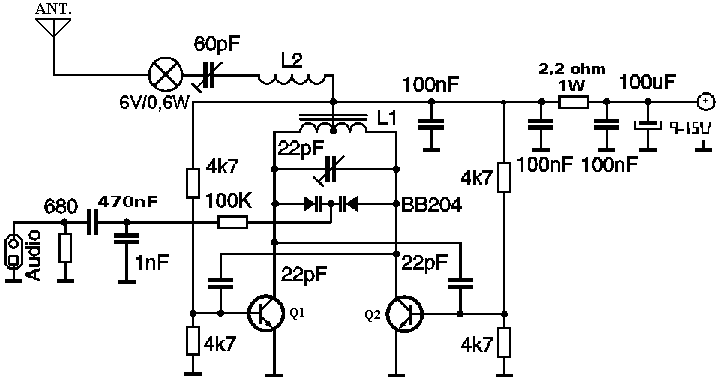 ANT.
60pF
L2
6V/0,6W
100nF
2,2 ohm
1W
100uF
9-15V
L1
22pF
100nF
100nF
4k7
4k7
680
470nF
100K
BB204
Audio
1nF
22pF
22pF
Q1
Q2
4k7
4k7